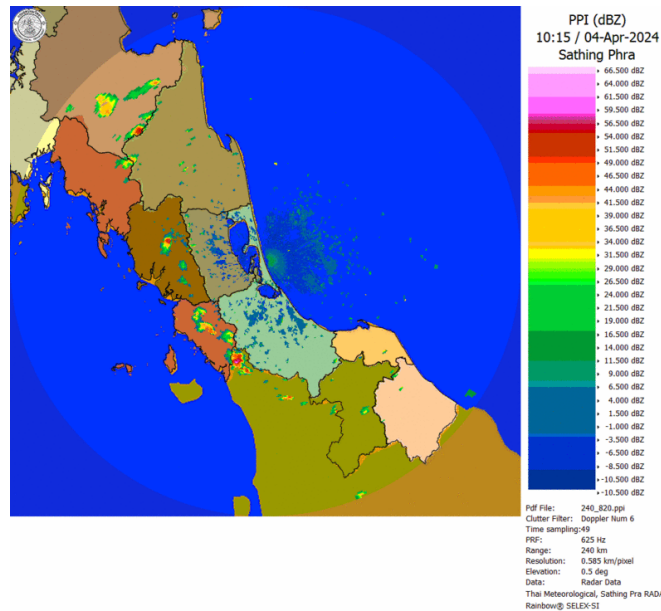 PPI (dBZ)
10:15 / 04-Apr-2024
Sathing Phra
66.500 dBZ
64.000 dBZ
61.500 dBZ
59.500 dBZ
56.500 dBZ
54.000 dBZ
51.500 dBZ
49.000 dBZ
46.500 dBZ
44.000 dBZ
41.500 dBZ
39.000 dBZ
36.500 dBZ
34.000 dBZ
31.500 dBZ
29.000 dBZ
26.500 dBZ
24.000 dBZ
21.500 dBZ
19.000 dBZ
16.500 dBZ
14.000 dBZ
11.500 dBZ
9.000 dBZ
6.500 dBZ
4.000 dBZ
1.500 dBZ
-1.000 dBZ
-3.500 dBZ
-6.500 dBZ
-8.500 dBZ
-10.500 dBZ
-10.500 dBZ
Pdf File: 240_820.ppi
Clutter Filter: Doppler Num 6
Time sampling:49
PRF: 625 Hz
Range: 240 km
Resolution: 0.585 km/pixel
Elevation: 0.5 deg
Data: Radar Data
Thai Meteorological, Sathing Pra RADA
Rainbow® SELEX-SI